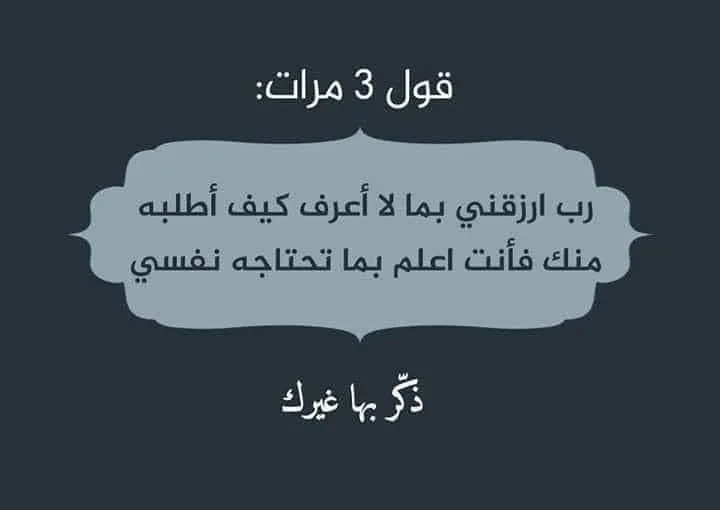 قول 3 مرات:
رب ارزقني بما لا أعرف كيف أطلبه
منك فأنت اعلم بما تحتاجه نفسي
ذكّر بها غيرك